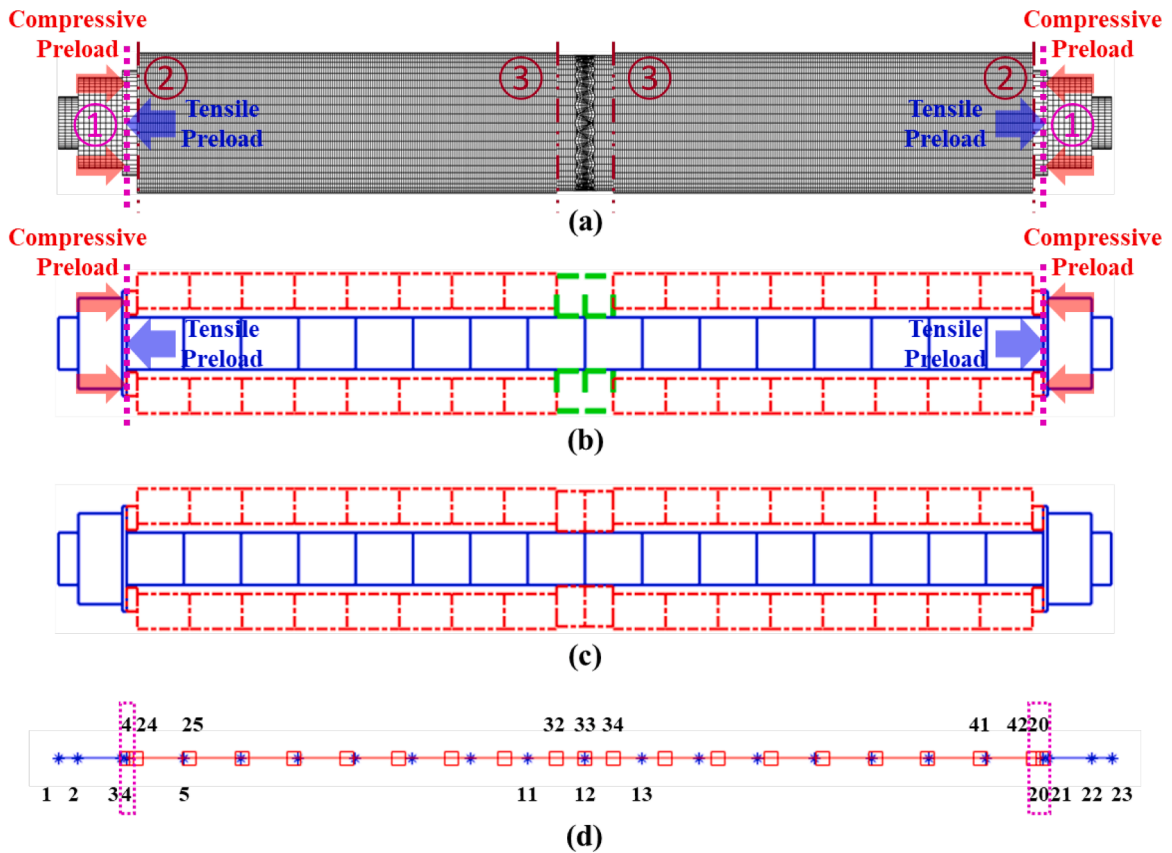 Compressive
Preload
Compressive
Preload
② ③ ③ ②
Tensile
Preload
Tensile
Preload
① ①
(a)
Compressive
Preload
Compressive
Preload
Tensile
Preload
Tensile
Preload
(b)
(c)
4 24 25 32 33 34 41 42 20
1 2 3 4 5 11 12 13 20 21 22 23
(d)